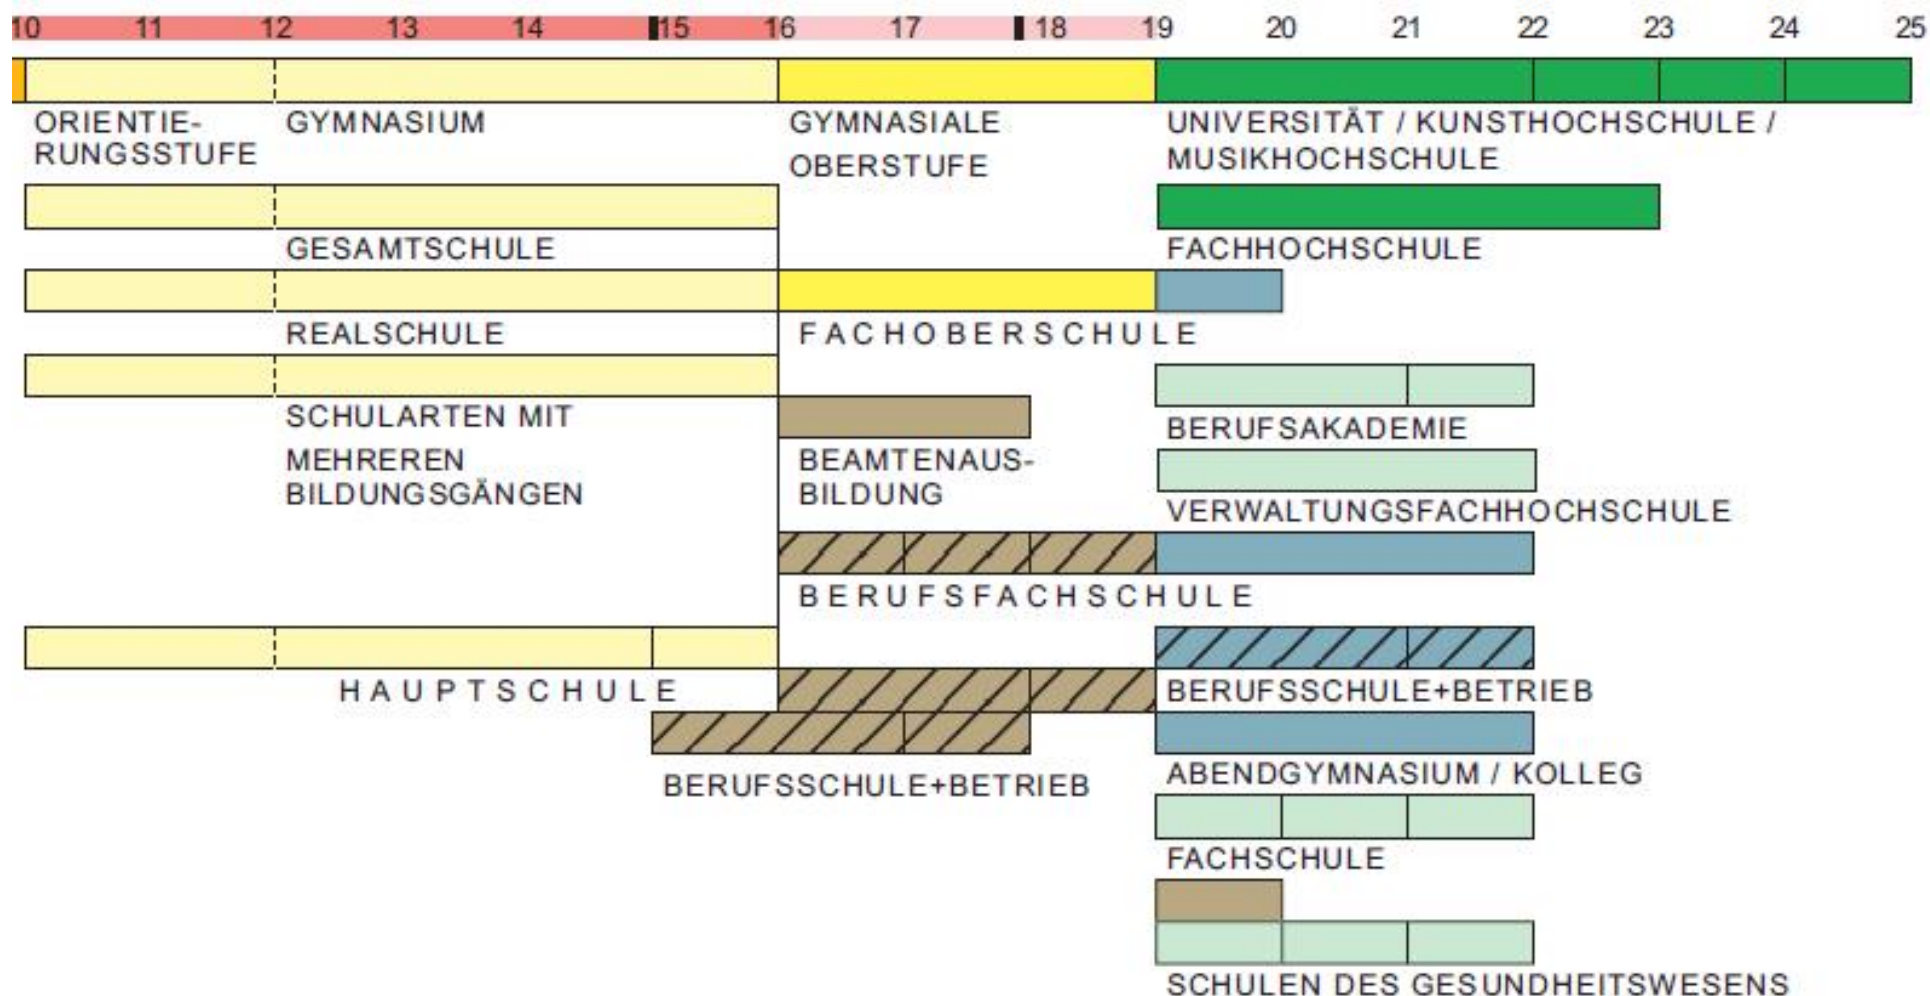 10 11 12 13 14 15 16 17 18 19 20 21 22 23 24 25
ORIENTIE-
RUNGSSTUFE
GYMNASIUM
GYMNASIALE
OBERSTUFE
UNIVERSITÄT / KUNSTHOCHSCHULE /
MUSIKHOCHSCHULE
GESAMTSCHULE
FACHHOCHSCHULE
REALSCHULE
FACHOBERSCHULE
SCHULARTEN MIT
MEHREREN
BILDUNGSGÄNGEN
BEAMTENAUS-
BILDUNG
BERUFSAKADEMIE
VERWALTUNGSFACHHOCHSCHULE
BERUFSFACHSCHULE
HAUPTSCHULE
BERUFSSCHULE+BETRIEB
BERUFSSCHULE+BETRIEB
ABENDGYMNASIUM / KOLLEG
FACHSCHULE
SCHULEN DES GESUNDHEITSWESENS